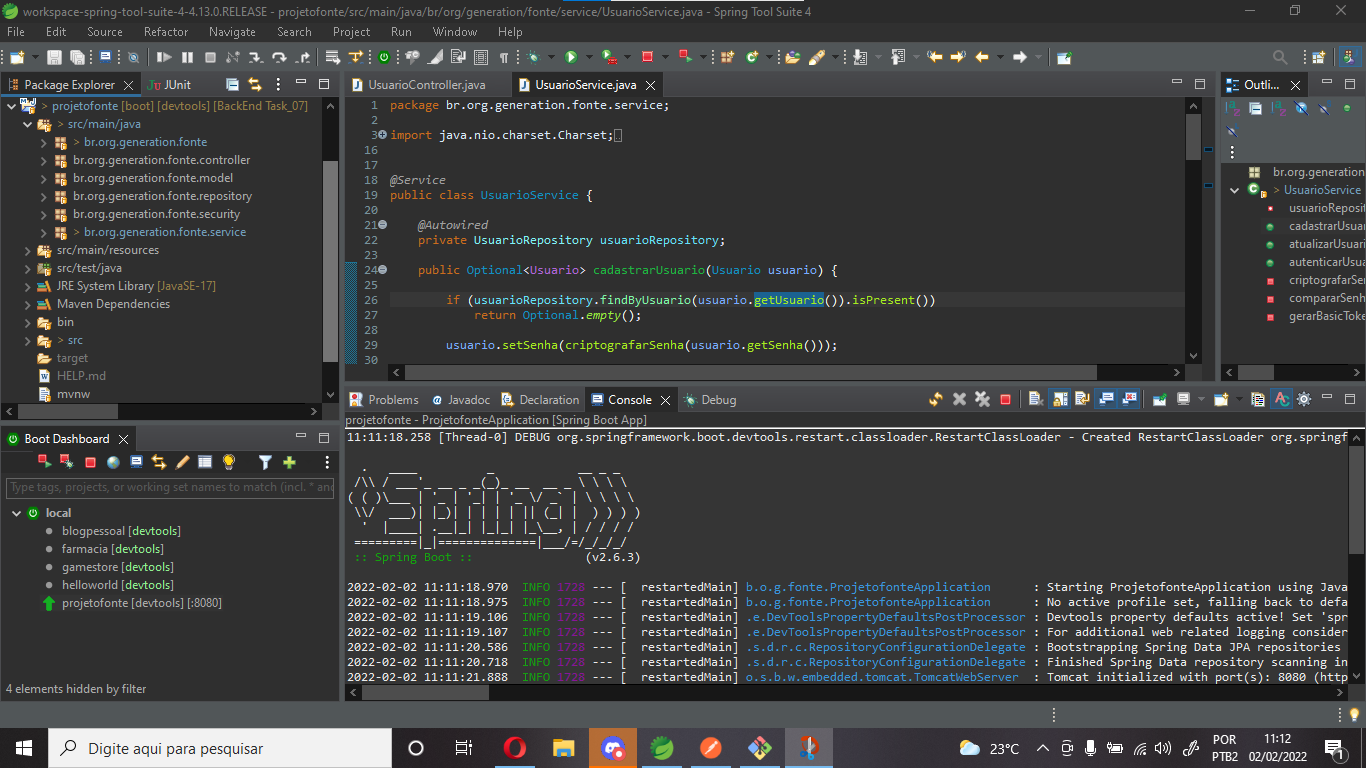 workspace-spring-tool-suite-4-4.13.0.RELEASE - projetofonte/src/main/java/br/org/generation/fonte/service/UsuarioService.java - Spring Tool Suite 4
File Edit Source Refactor Navigate Search Project Run Window Help
Package Explorer
Ju JUnit
> projetofonte [boot] [devtools] [BackEnd Task_07]
> src/main/java
> br.org.generation.fonte
br.org.generation.fonte.controller
br.org.generation.fonte.model
br.org.generation.fonte.repository
br.org.generation.fonte.security
> br.org.generation.fonte.service
src/main/resources
src/test/java
JRE System Library [JavaSE-17]
Maven Dependencies
bin
> src
target
HELP.md
mvnw
UsuarioController.java
UsuarioService.java
1 package br.org.generation.fonte.service;
2
3 import java.nio.charset.Charset;
16
17
18 @Service
19 public class UsuarioService {
20
21 @Autowired
22 private UsuarioRepository usuarioRepository;
23
24 public Optional<Usuario> cadastrarUsuario(Usuario usuario) {
25
26 if (usuarioRepository.findByUsuario(usuario.getUsuario()).isPresent())
27 return Optional.empty();
28
29 usuario.setSenha(criptografarSenha(usuario.getSenha()));
30
Outli...
br.org.generation
> UsuarioService
usuarioReposit
cadastrarUsuar
atualizarUsuari
autenticarUsuar
criptografarSen
compararSenh
gerarBasicToke
Boot Dashboard
Type tags, projects, or working set names to match (incl. * and
local
blogpessoal [devtools]
farmacia [devtools]
gamestore [devtools]
helloworld [devtools]
projetofonte [devtools] [:8080]
4 elements hidden by filter
Problems
@ Javadoc
Declaration
Console
Debug
projetofonte - ProjetofonteApplication [Spring Boot App]
11:11:18.258 [Thread-0] DEBUG org.springframework.boot.devtools.restart.classloader.RestartClassLoader - Created RestartClassLoader org.springf
Spring
:: Spring Boot :: (v2.6.3)
2022-02-02 11:11:18.970 INFO 1728 --- [ restartedMain] b.o.g.fonte.ProjetofonteApplication : Starting ProjetofonteApplication using Java
2022-02-02 11:11:18.975 INFO 1728 --- [ restartedMain] b.o.g.fonte.ProjetofonteApplication : No active profile set, falling back to defa
2022-02-02 11:11:19.106 INFO 1728 --- [ restartedMain] .e.DevToolsPropertyDefaultsPostProcessor : Devtools property defaults active! Set 'spr
2022-02-02 11:11:19.107 INFO 1728 --- [ restartedMain] .e.DevToolsPropertyDefaultsPostProcessor : For additional web related logging consider
2022-02-02 11:11:20.586 INFO 1728 --- [ restartedMain] .s.d.r.c.RepositoryConfigurationDelegate : Bootstrapping Spring Data JPA repositories
2022-02-02 11:11:20.718 INFO 1728 --- [ restartedMain] .s.d.r.c.RepositoryConfigurationDelegate : Finished Spring Data repository scanning in
2022-02-02 11:11:21.888 INFO 1728 --- [ restartedMain] o.s.b.w.embedded.tomcat.TomcatWebServer : Tomcat initialized with port(s): 8080 (http
Digite aqui para pesquisar
23°C
POR
PTB2
11:12
02/02/2022
1